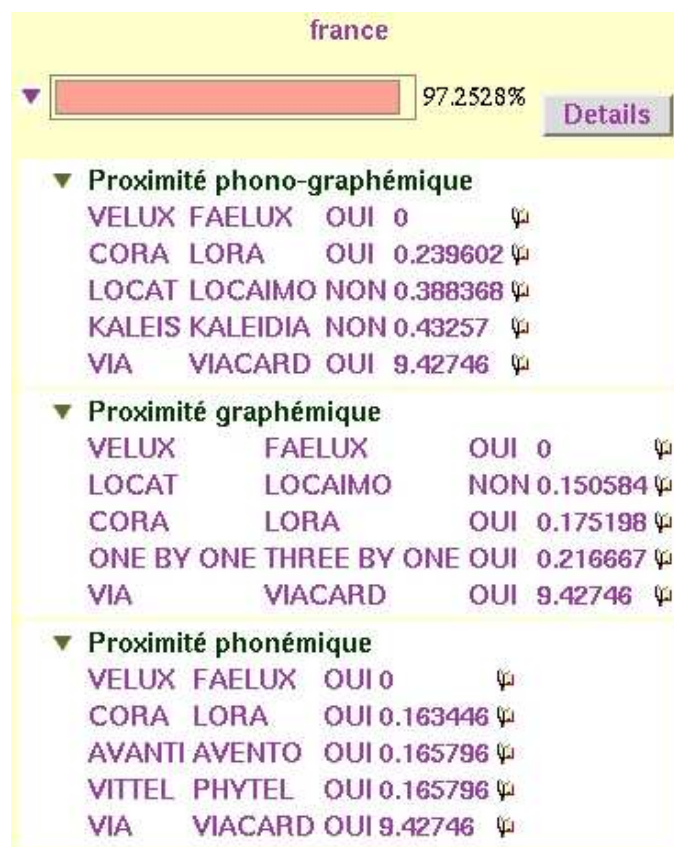 france
97.2528% Details
Proximité phono-graphémique
VELUX FAELUX OUI 0
CORA LORA OUI 0.239602
LOCAT LOCAIMO NON 0.388368
KALEIS KALEIDIA NON 0.43257
VIA VIACARD OUI 9.42746
Proximité graphémique
VELUX FAELUX OUI 0
LOCAT LOCAIMO NON 0.150584
CORA LORA OUI 0.175198
ONE BY ONE THREE BY ONE OUI 0.216667
VIA VIACARD OUI 9.42746
Proximité phonémique
VELUX FAELUX OUI 0
CORA LORA OUI 0.163446
AVANTI AVENTO OUI 0.165796
VITTEL PHYTEL OUI 0.165796
VIA VIACARD OUI 9.42746